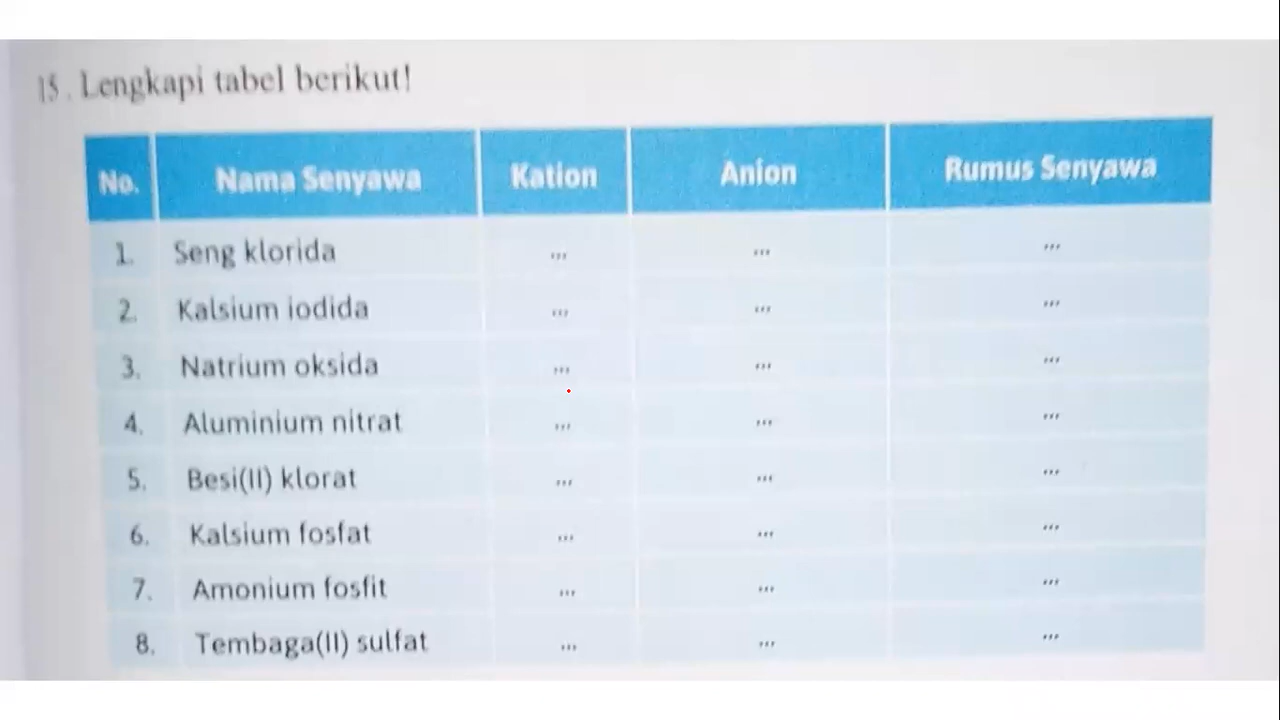 15. Lengkapi tabel berikut!
No. Nama Senyawa Kation Anion Rumus Senyawa
1. Seng klorida ... ... ...
2. Kalsium iodida ... ... ...
3. Natrium oksida ... ... ...
4. Aluminium nitrat ... ... ...
5. Besi(II) klorat ... ... ...
6. Kalsium fosfat ... ... ...
7. Amonium fosfit ... ... ...
8. Tembaga(II) sulfat ... ... ...